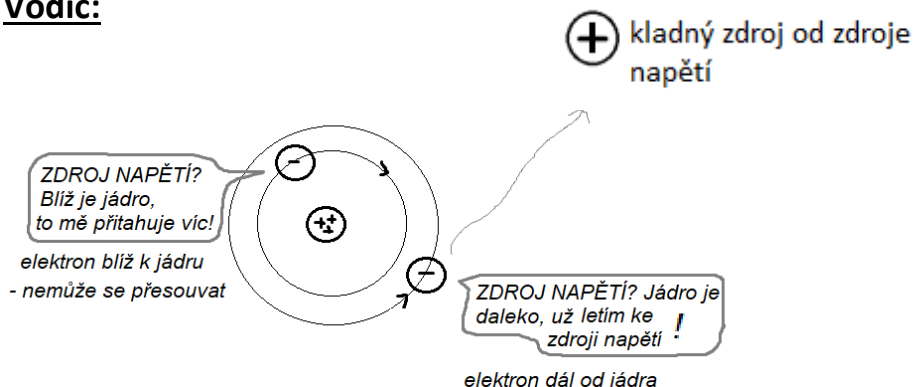 Vodič:
+ kladný zdroj od zdroje
napětí
ZDROJ NAPĚTÍ?
Blíž je jádro,
to mě přitahuje víc!
-
+++
-
elektron blíž k jádru
- nemůže se přesouvat
ZDROJ NAPĚTÍ? Jádro je
daleko, už letím ke
zdroji napětí !
elektron dál od jádra